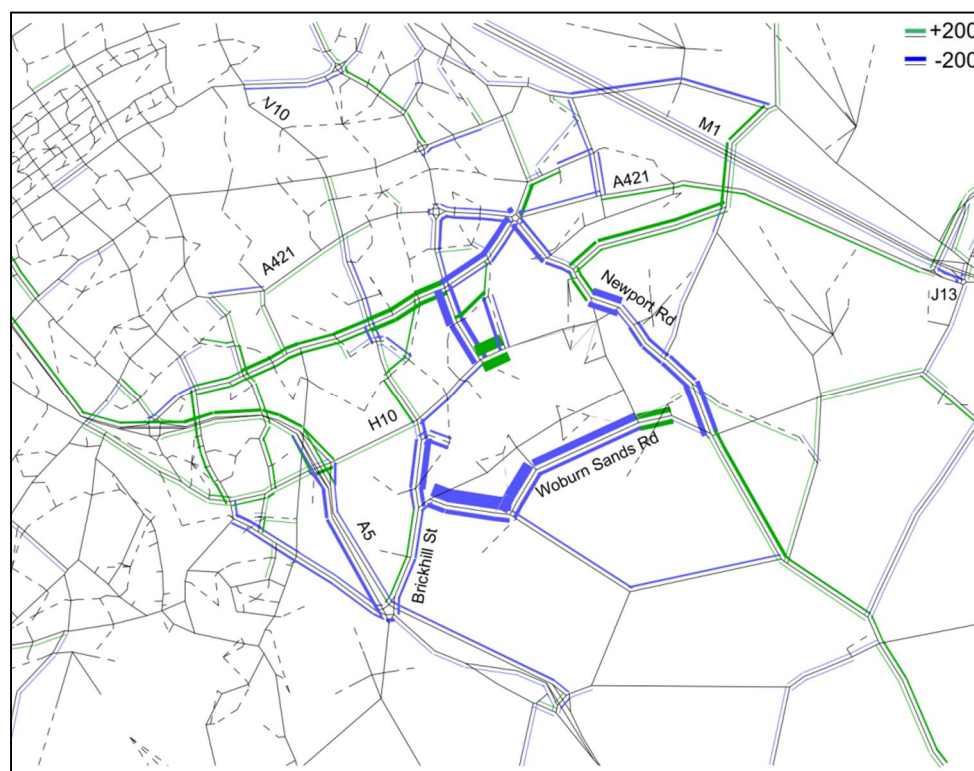 +200
-200
V10
M1
A421
A421
J13
Newport Rd
H10
Woburn Sands Rd
A5
Brickhill St